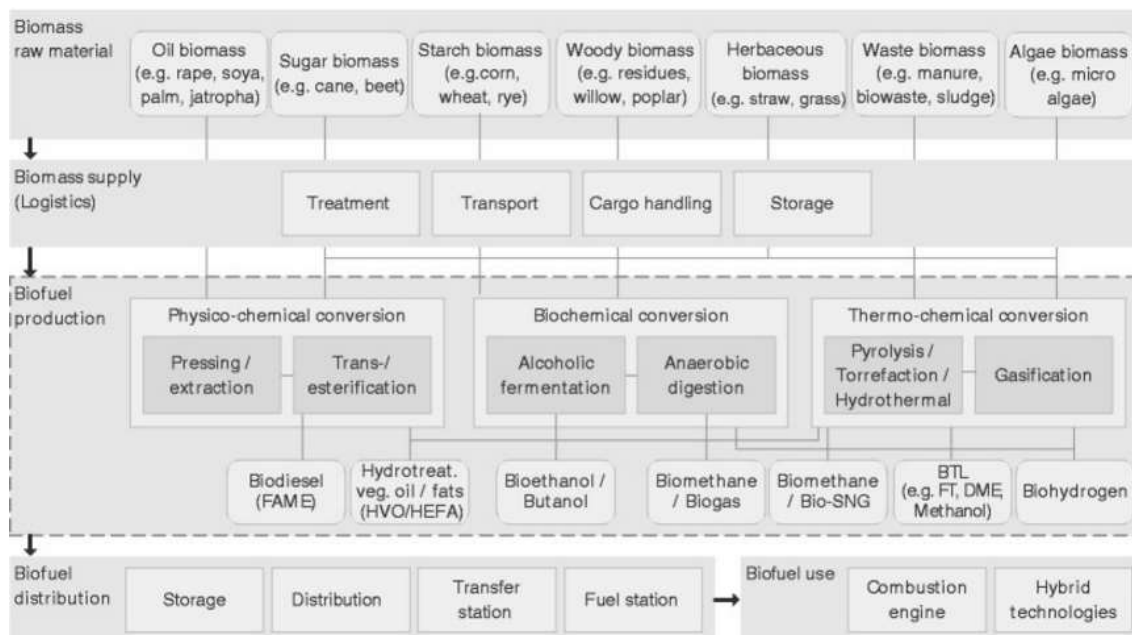 Biomass
raw material
Oil biomass
(e.g. rape, soya,
palm, jatropha)
Sugar biomass
(e.g. cane, beet)
Starch biomass
(e.g.corn,
wheat, rye)
Woody biomass
(e.g. residues,
willow, poplar)
Herbaceous
biomass
(e.g. straw, grass)
Waste biomass
(e.g. manure,
biowaste, sludge)
Algae biomass
(e.g. micro
algae)
Biomass supply
(Logistics)
Treatment
Transport
Cargo handling
Storage
Biofuel
production
Physico-chemical conversion
Pressing /
extraction
Trans-/
esterification
Biochemical conversion
Alcoholic
fermentation
Anaerobic
digestion
Thermo-chemical conversion
Pyrolysis /
Torrefaction /
Hydrothermal
Gasification
Biodiesel
(FAME)
Hydrotreat.
veg. oil / fats
(HVO/HEFA)
Bioethanol /
Butanol
Biomethane
/ Biogas
Biomethane
/ Bio-SNG
BTL
(e.g. FT, DME,
Methanol)
Biohydrogen
Biofuel
distribution
Storage
Distribution
Transfer
station
Fuel station
Biofuel use
Combustion
engine
Hybrid
technologies